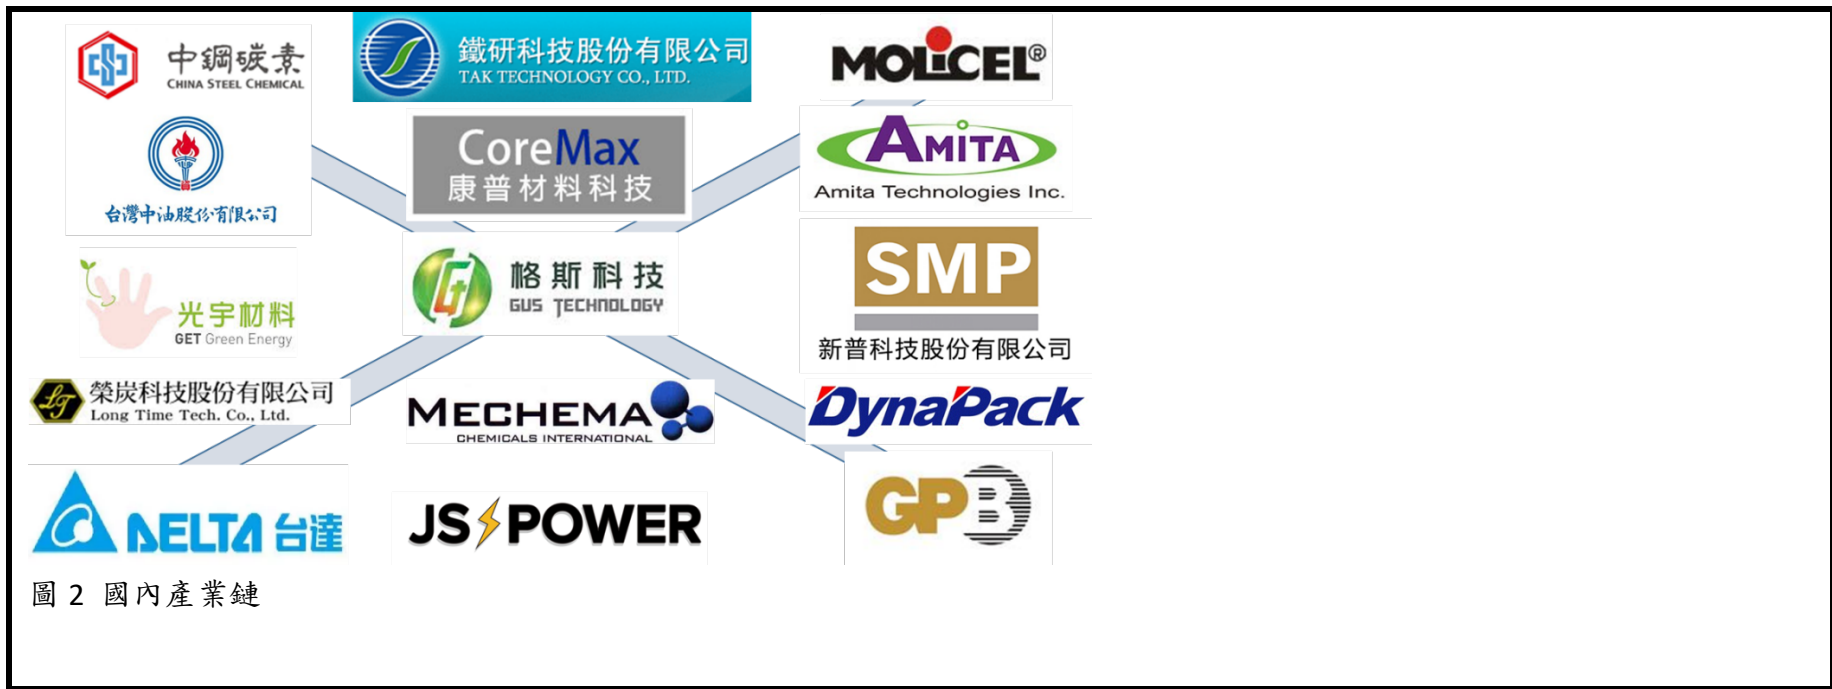 中鋼碳素
CHINA STEEL CHEMICAL
台灣中油股份有限公司
光宇材料
GET Green Energy
榮炭科技股份有限公司
Long Time Tech. Co., Ltd.
DELTA 台達
鐵研科技股份有限公司
TAK TECHNOLOGY CO., LTD.
CoreMax
康普材料科技
格斯科技
GUS TECHNOLOGY
MECHEMA
CHEMICALS INTERNATIONAL
JS POWER
MOLiCEL®
AMITA
Amita Technologies Inc.
SMP
新普科技股份有限公司
DynaPack
GPB
圖 2 國內產業鏈